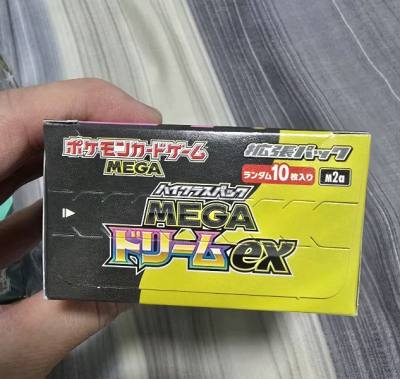 ポケモンカードゲーム
MEGA
拡張パック
ランダム10枚入り M2a
ハイクラスパック
MEGA
ドリームex